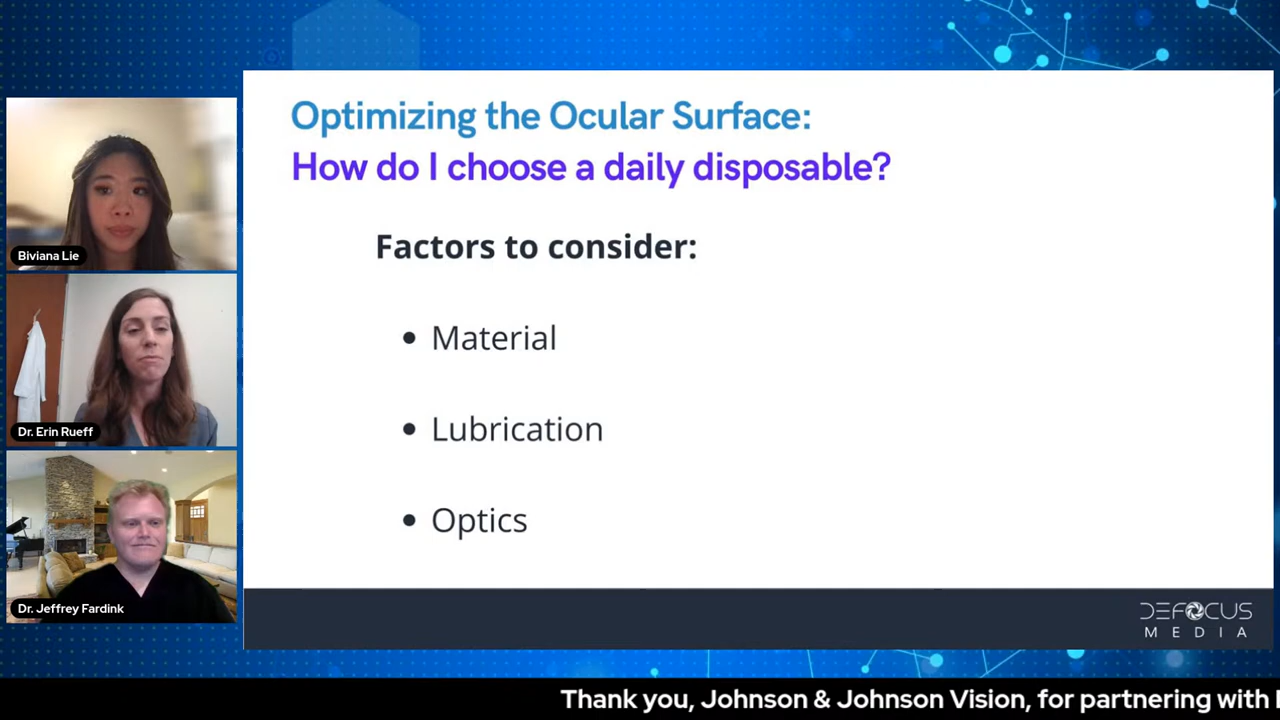 Biviana Lie
Dr. Erin Rueff
Dr. Jeffrey Fardink
Optimizing the Ocular Surface:
How do I choose a daily disposable?
Factors to consider:
• Material
• Lubrication
• Optics
DEFOCUS
MEDIA
Thank you, Johnson & Johnson Vision, for partnering with